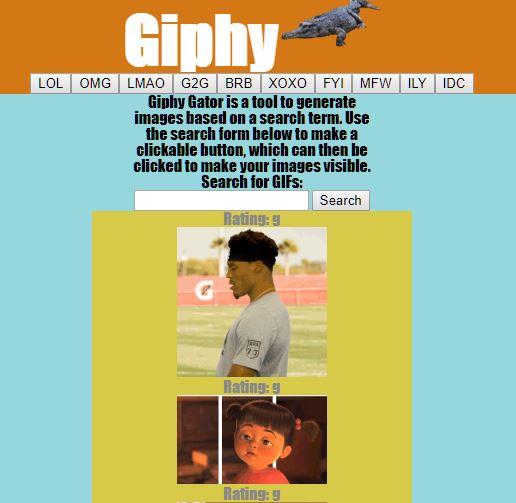 Giphy
LOL OMG LMAO G2G BRB XOXO FYI MFW ILY IDC
Giphy Gator is a tool to generate
images based on a search term. Use
the search form below to make a
clickable button, which can then be
clicked to make your images visible.
Search for GIFs:
Search
Rating: g
G
Rating: g
Rating: g